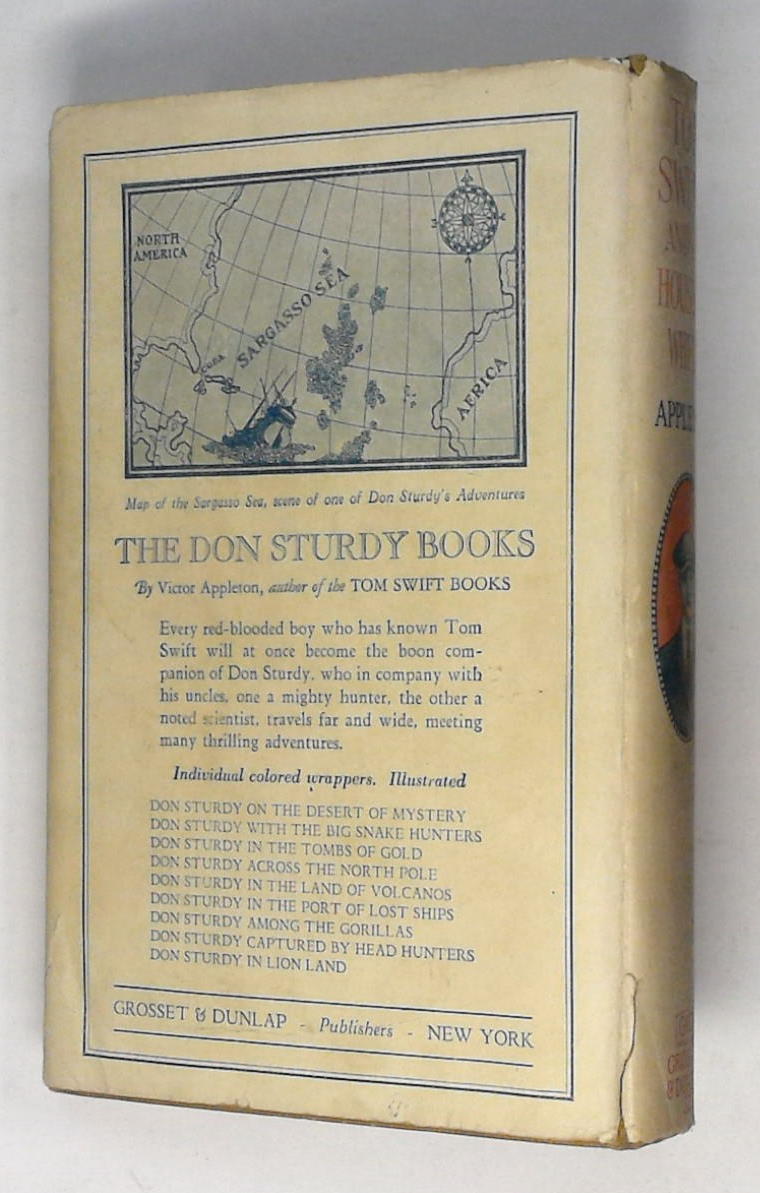 NORTH
AMERICA
SARGASSO SEA
CUBA
AFRICA
Map of the Sargasso Sea, scene of one of Don Sturdy's Adventures
THE DON STURDY BOOKS
By Victor Appleton, author of the TOM SWIFT BOOKS
Every red-blooded boy who has known Tom
Swift will at once become the boon com-
panion of Don Sturdy, who in company with
his uncles, one a mighty hunter, the other a
noted scientist, travels far and wide, meeting
many thrilling adventures.
Individual colored wrappers. Illustrated
DON STURDY ON THE DESERT OF MYSTERY
DON STURDY WITH THE BIG SNAKE HUNTERS
DON STURDY IN THE TOMBS OF GOLD
DON STURDY ACROSS THE NORTH POLE
DON STURDY IN THE LAND OF VOLCANOS
DON STURDY IN THE PORT OF LOST SHIPS
DON STURDY AMONG THE GORILLAS
DON STURDY CAPTURED BY HEAD HUNTERS
DON STURDY IN LION LAND
GROSSET & DUNLAP - Publishers - NEW YORK